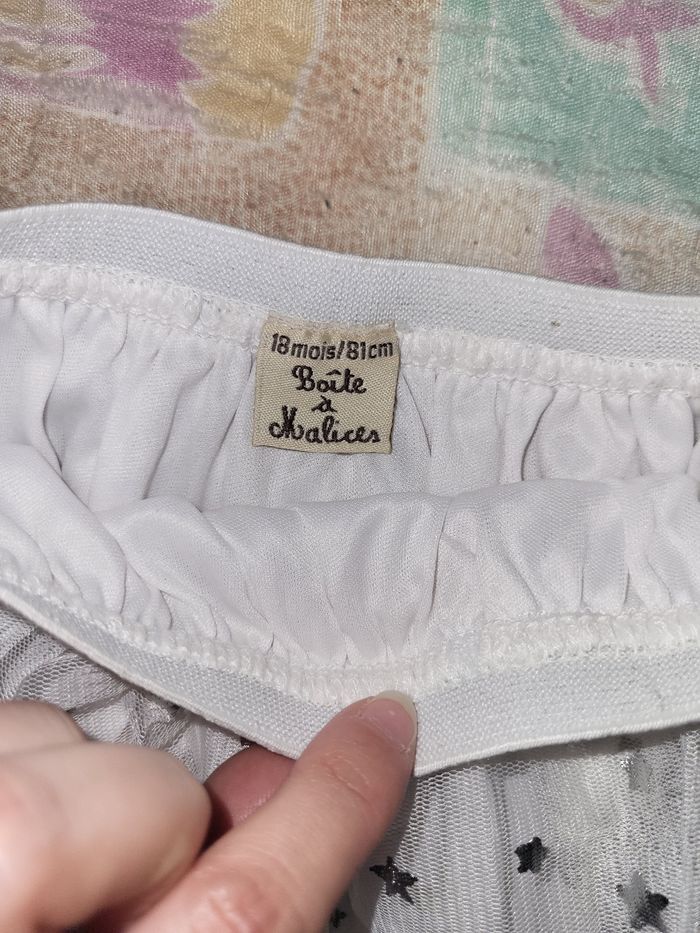 18mois/81cm
Boîte
à
Malices